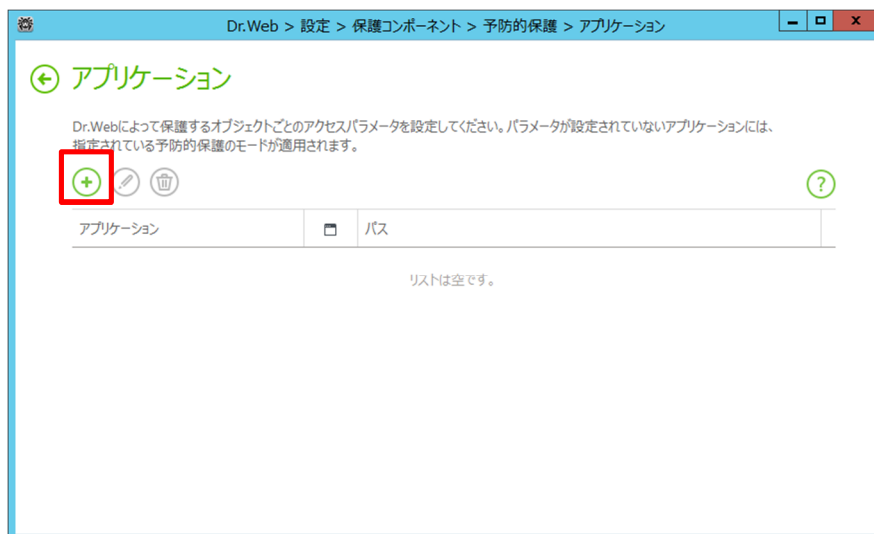 Dr.Web > 設定 > 保護コンポーネント > 予防的保護 > アプリケーション
アプリケーション
Dr.Webによって保護するオブジェクトごとのアクセスパラメータを設定してください。パラメータが設定されていないアプリケーションには、
指定されている予防的保護のモードが適用されます。
アプリケーション パス
リストは空です。